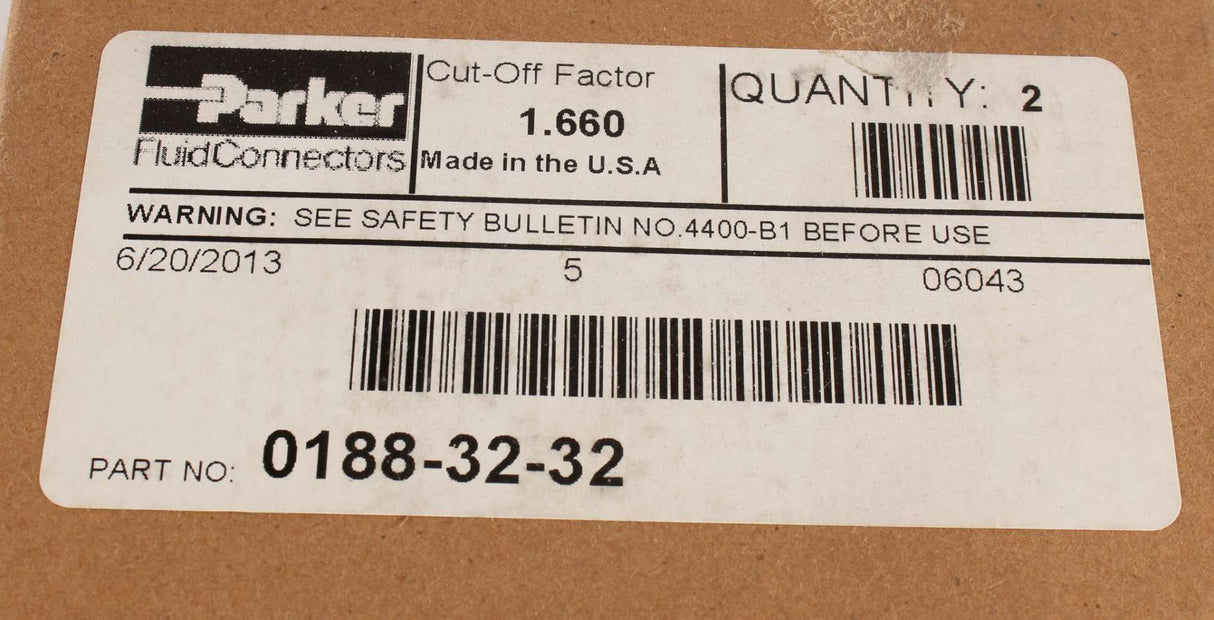 Parker
FluidConnectors
Cut-Off Factor
1.660
Made in the U.S.A
QUANTITY: 2
WARNING: SEE SAFETY BULLETIN NO.4400-B1 BEFORE USE
6/20/2013 5 06043
PART NO: 0188-32-32